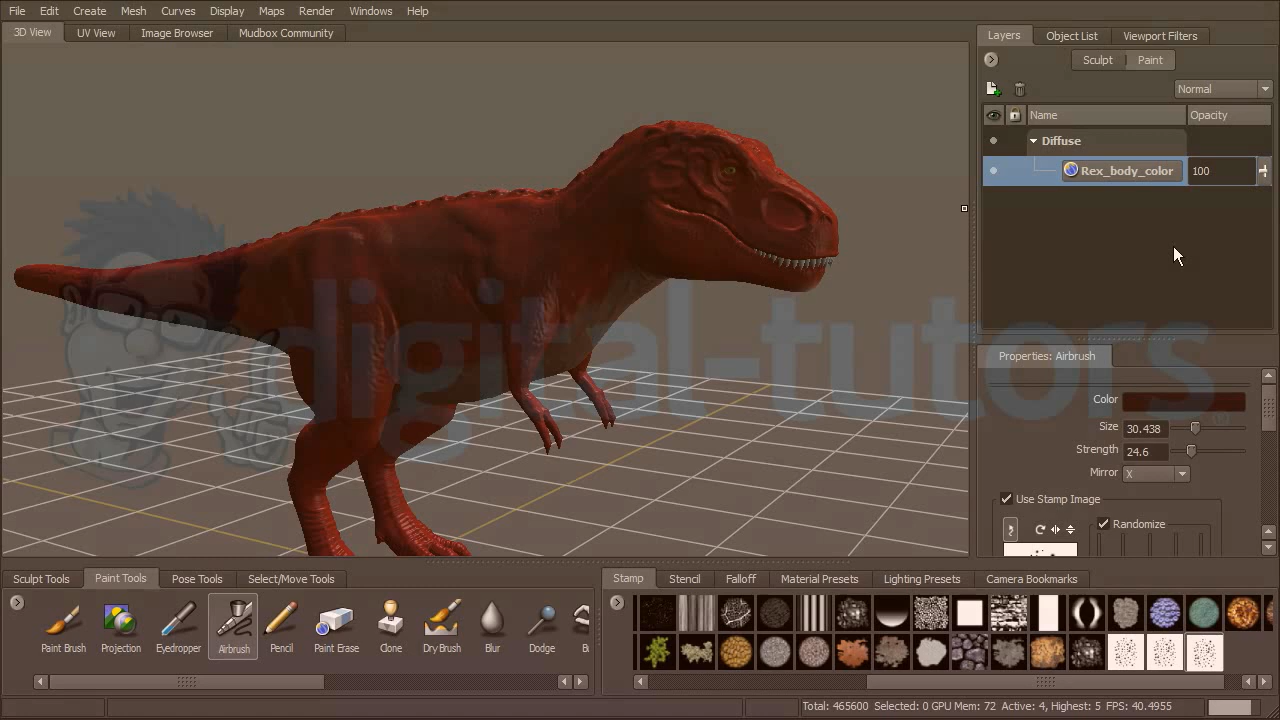 File Edit Create Mesh Curves Display Maps Render Windows Help
3D View UV View Image Browser Mudbox Community
Layers Object List Viewport Filters
Sculpt Paint
Normal
Name Opacity
Diffuse
Rex_body_color 100
digital-tutors
Properties: Airbrush
Color
Size 30.438
Strength 24.6
Mirror X
Use Stamp Image
Randomize
Sculpt Tools Paint Tools Pose Tools Select/Move Tools
Stamp Stencil Falloff Material Presets Lighting Presets Camera Bookmarks
Paint Brush Projection Eyedropper Airbrush Pencil Paint Erase Clone Dry Brush Blur Dodge
Total: 465600 Selected: 0 GPU Mem: 72 Active: 4, Highest: 5 FPS: 40.4955